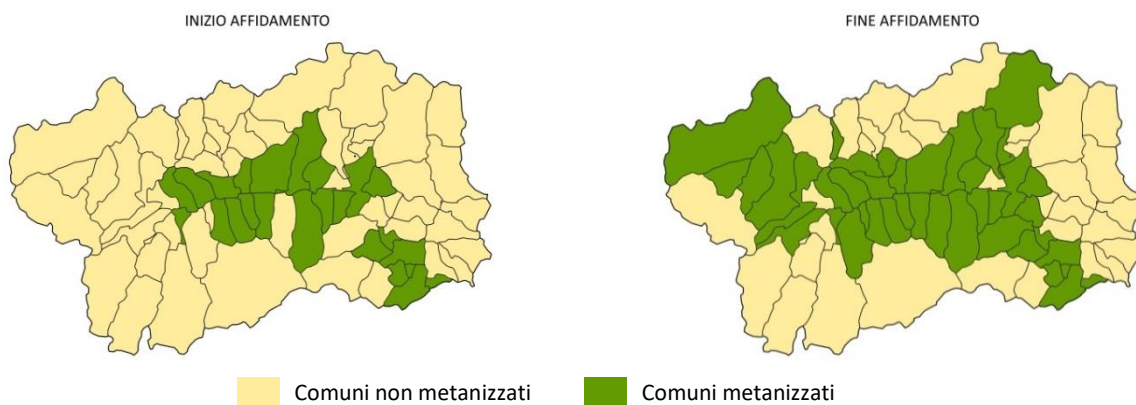 INIZIO AFFIDAMENTO
FINE AFFIDAMENTO
Comuni non metanizzati
Comuni metanizzati